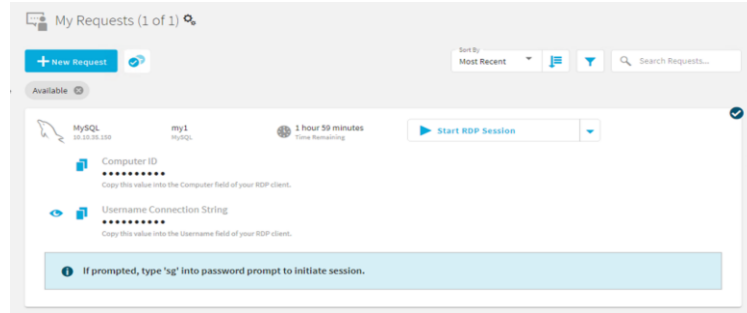 My Requests (1 of 1)
New Request
Sort By
Most Recent
Search Requests...
Available
MySQL
10.10.35.150
my1
MySQL
1 hour 59 minutes
Time Remaining
Start RDP Session
Computer ID
••••••••••
Copy this value into the Computer field of your RDP client.
Username Connection String
••••••••••
Copy this value into the Username field of your RDP client.
If prompted, type 'sg' into password prompt to initiate session.